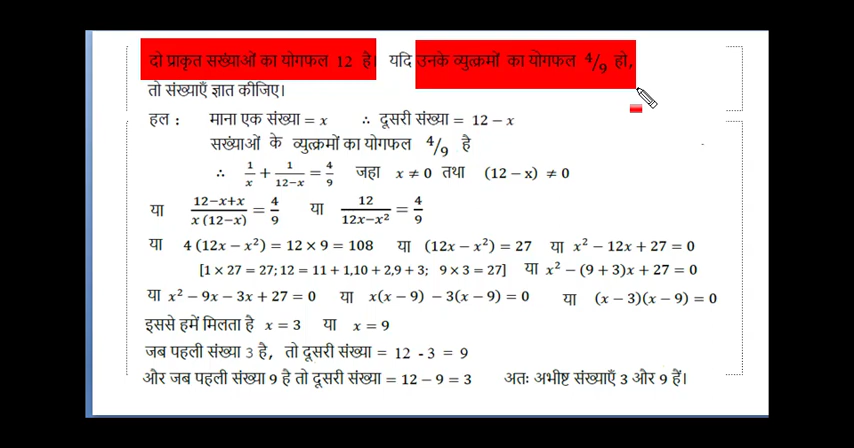 दो प्राकृत सख्याओं का योगफल 12 है। यदि उनके व्युत्क्रमों का योगफल 4/9 हो,
तो संख्याएँ ज्ञात कीजिए।
हल : माना एक संख्या = x ∴ दूसरी संख्या = 12 − x
सख्याओं के व्युत्क्रमों का योगफल 4/9 है
∴ 1/x + 1/(12−x) = 4/9 जहा x ≠ 0 तथा (12 − x) ≠ 0
या (12−x+x)/(x (12−x)) = 4/9 या 12/(12x−x²) = 4/9
या 4 (12x − x²) = 12 × 9 = 108 या (12x − x²) = 27 या x² − 12x + 27 = 0
[1 × 27 = 27; 12 = 11 + 1,10 + 2,9 + 3; 9 × 3 = 27] या x² − (9 + 3)x + 27 = 0
या x² − 9x − 3x + 27 = 0 या x(x − 9) − 3(x − 9) = 0 या (x − 3)(x − 9) = 0
इससे हमें मिलता है x = 3 या x = 9
जब पहली संख्या 3 है, तो दूसरी संख्या = 12 - 3 = 9
और जब पहली संख्या 9 है तो दूसरी संख्या = 12 − 9 = 3 अतः अभीष्ट संख्याएँ 3 और 9 हैं।